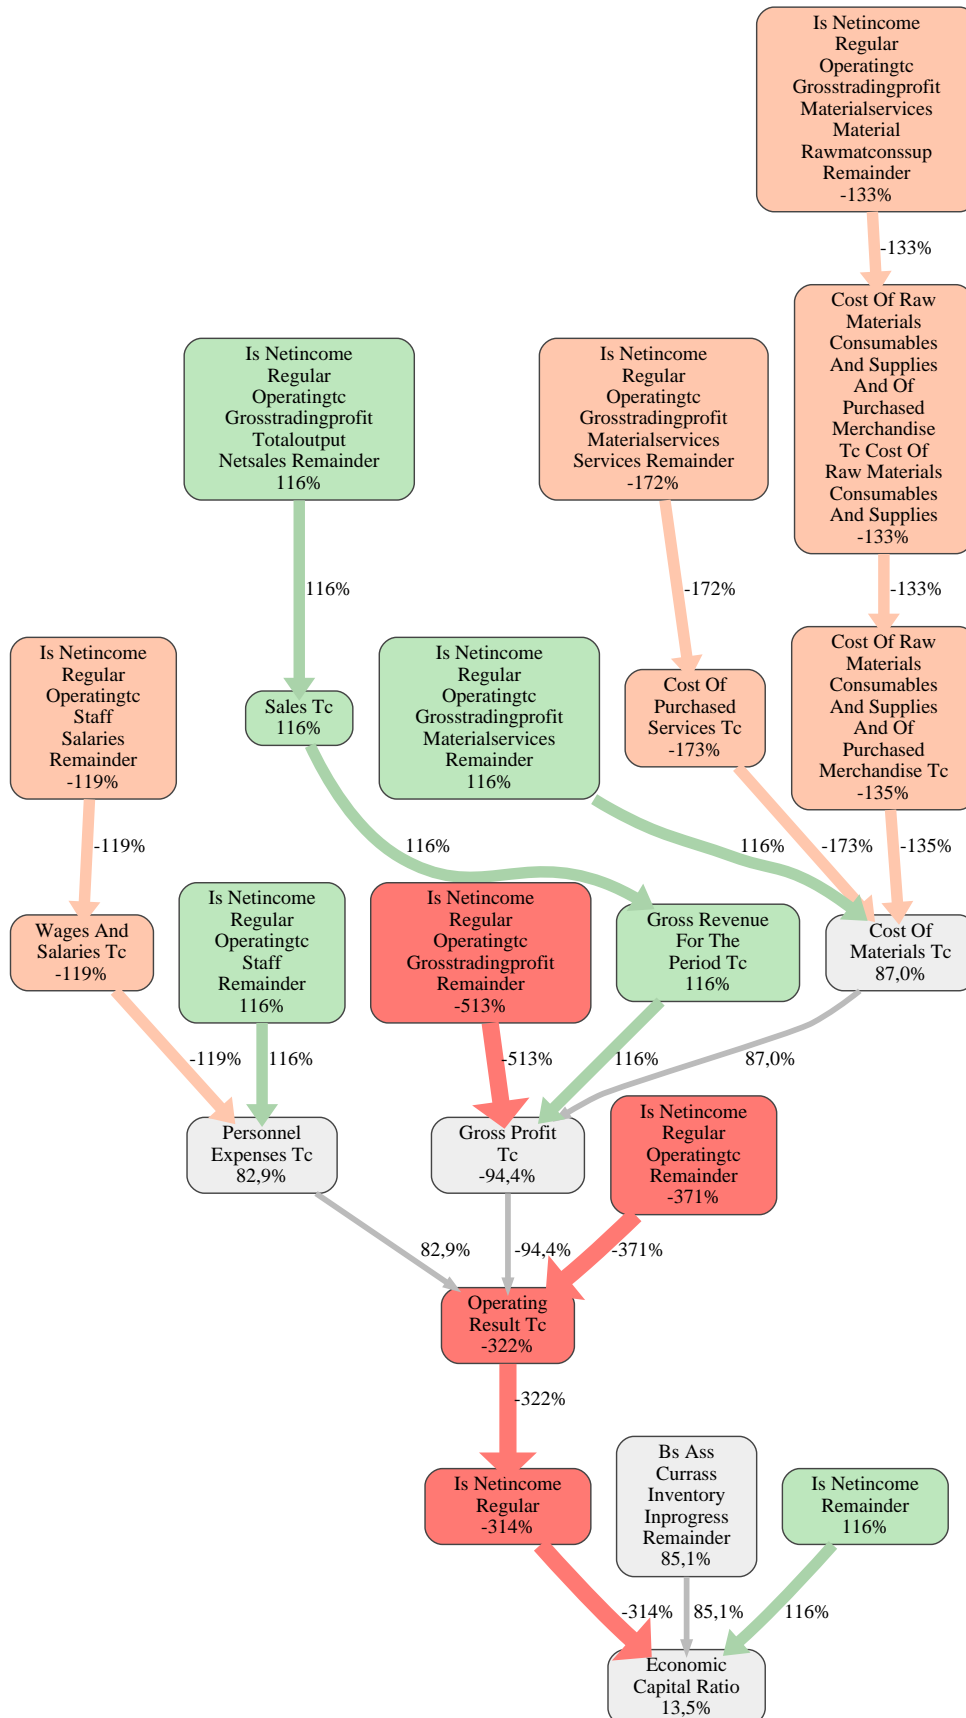 Is Netincome
Regular
Operatingtc
Grosstradingprofit
Materialservices
Material
Rawmatconssup
Remainder
-133%
-133%
Cost Of Raw
Materials
Consumables
And Supplies
And Of
Purchased
Merchandise
Tc Cost Of
Raw Materials
Consumables
And Supplies
-133%
Is Netincome
Regular
Operatingtc
Grosstradingprofit
Totaloutput
Netsales Remainder
116%
Is Netincome
Regular
Operatingtc
Grosstradingprofit
Materialservices
Services Remainder
-172%
116%
-172%
-133%
Is Netincome
Regular
Operatingtc
Staff
Salaries
Remainder
-119%
Sales Tc
116%
Is Netincome
Regular
Operatingtc
Grosstradingprofit
Materialservices
Remainder
116%
Cost Of
Purchased
Services Tc
-173%
Cost Of Raw
Materials
Consumables
And Supplies
And Of
Purchased
Merchandise Tc
-135%
-119%
116%
116%
-173%
-135%
Wages And
Salaries Tc
-119%
Is Netincome
Regular
Operatingtc
Staff
Remainder
116%
Is Netincome
Regular
Operatingtc
Grosstradingprofit
Remainder
-513%
Gross Revenue
For The
Period Tc
116%
Cost Of
Materials Tc
87,0%
-119%
116%
-513%
116%
87,0%
Personnel
Expenses Tc
82,9%
Gross Profit
Tc
-94,4%
Is Netincome
Regular
Operatingtc
Remainder
-371%
82,9%
-94,4%
-371%
Operating
Result Tc
-322%
-322%
Is Netincome
Regular
-314%
Bs Ass
Currass
Inventory
Inprogress
Remainder
85,1%
Is Netincome
Remainder
116%
-314%
85,1%
116%
Economic
Capital Ratio
13,5%